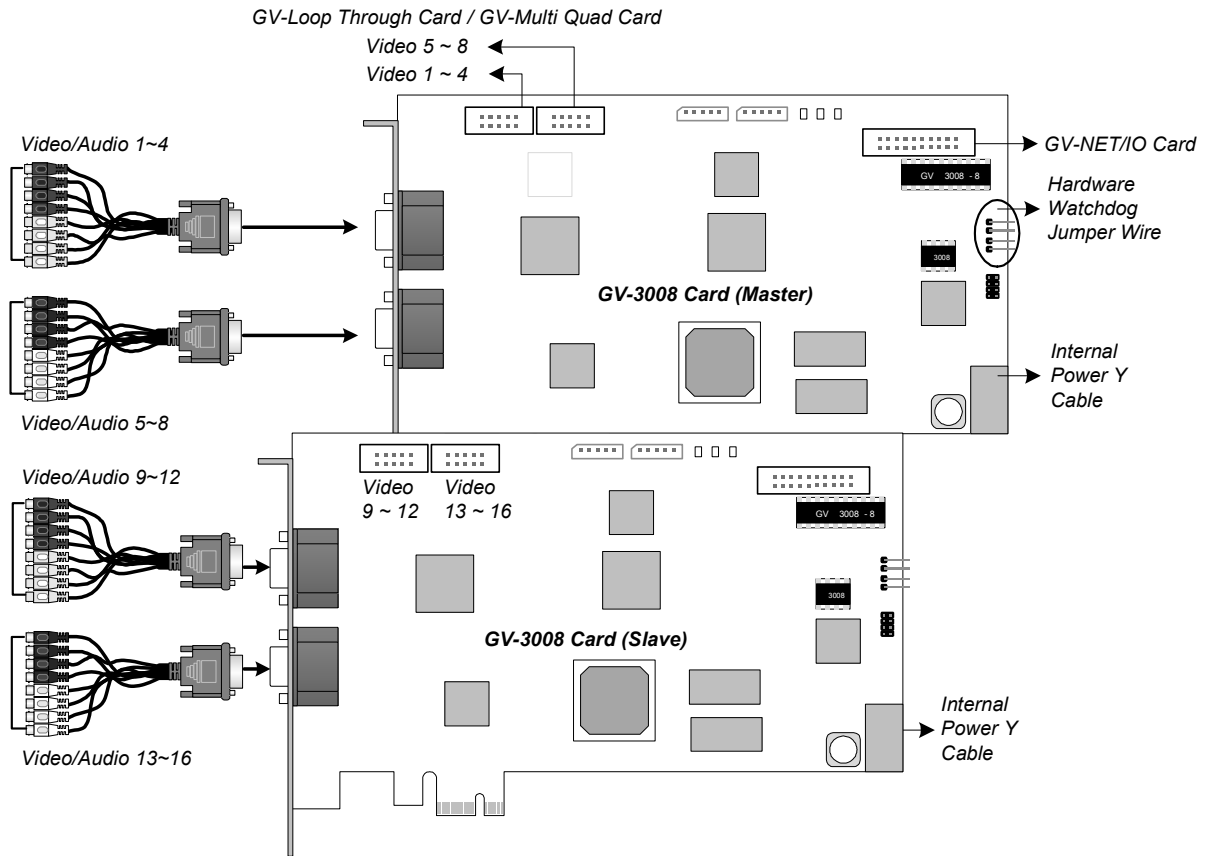 GV-Loop Through Card / GV-Multi Quad Card
Video 5 ~ 8
Video 1 ~ 4
Video/Audio 1~4
GV-NET/IO Card
GV 3008 - 8
Hardware
Watchdog
Jumper Wire
3008
GV-3008 Card (Master)
Internal
Power Y
Cable
Video/Audio 5~8
Video/Audio 9~12
Video
9 ~ 12
Video
13 ~ 16
GV 3008 - 8
3008
GV-3008 Card (Slave)
Internal
Power Y
Cable
Video/Audio 13~16